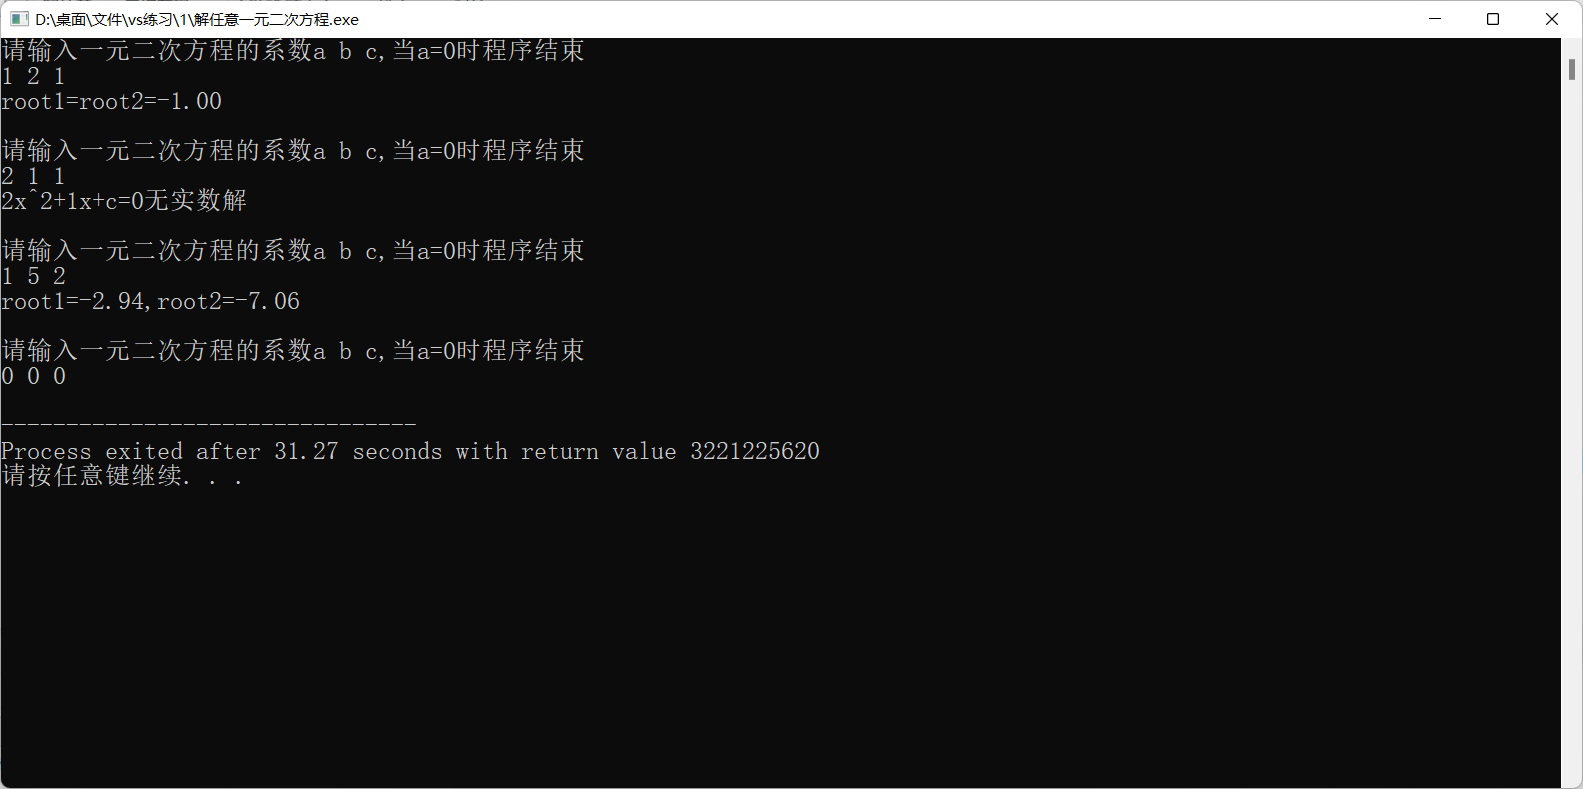 D:\桌面\文件\vs练习\1\解任意一元二次方程.exe
请输入一元二次方程的系数a b c,当a=0时程序结束
1 2 1
root1=root2=-1.00
请输入一元二次方程的系数a b c,当a=0时程序结束
2 1 1
2x^2+1x+c=0无实数解
请输入一元二次方程的系数a b c,当a=0时程序结束
1 5 2
root1=-2.94,root2=-7.06
请输入一元二次方程的系数a b c,当a=0时程序结束
0 0 0
--------------------------------
Process exited after 31.27 seconds with return value 3221225620
请按任意键继续. . .